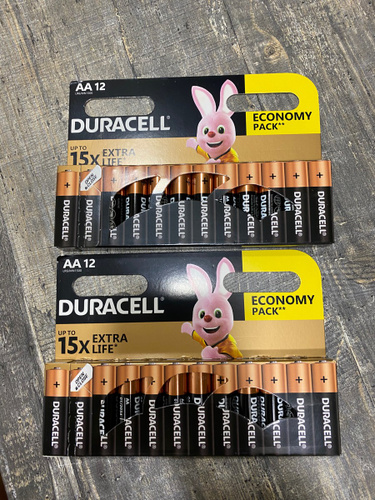 AA 12
DURACELL®
ECONOMY
PACK**
UP TO
15X EXTRA
LIFE*
DURACELL
DURACELL
DURACELL
AA 12
DURACELL®
ECONOMY
PACK**
UP TO
15X EXTRA
LIFE*
DURACELL
DURACELL
DURACELL
DURACELL
DURACELL
DURACELL